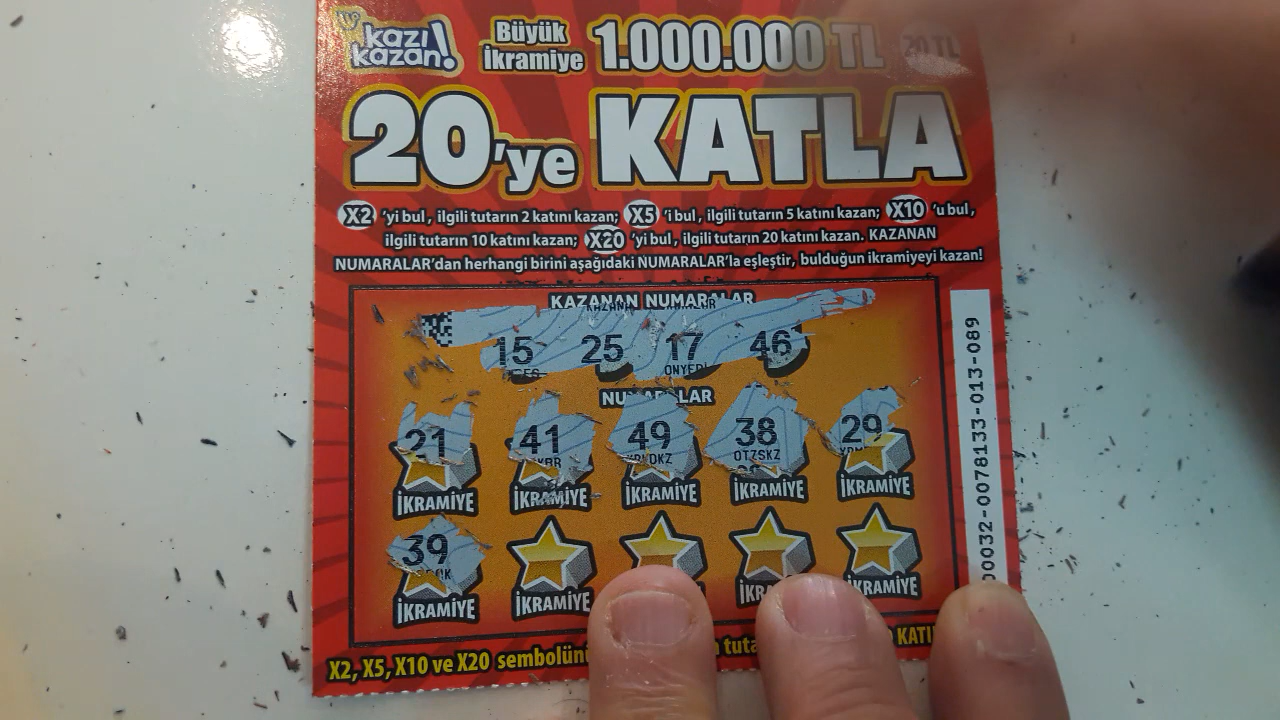 kazı kazan!
Büyük İkramiye 1.000.000 TL 20 TL
20'ye KATLA
X2 'yi bul, ilgili tutarın 2 katını kazan; X5 'i bul, ilgili tutarın 5 katını kazan; X10 'u bul,
ilgili tutarın 10 katını kazan; X20 'yi bul, ilgili tutarın 20 katını kazan. KAZANAN
NUMARALAR'dan herhangi birini aşağıdaki NUMARALAR'la eşleştir, bulduğun ikramiyeyi kazan!
KAZANAN NUMARALAR
15 25 17 46
NUMARALAR
21 41 49 38 29
OTZSKZ
İKRAMİYE İKRAMİYE İKRAMİYE İKRAMİYE İKRAMİYE
39
İKRAMİYE İKRAMİYE İKRAMİYE
X2, X5, X10 ve X20
00032-0078133-013-089